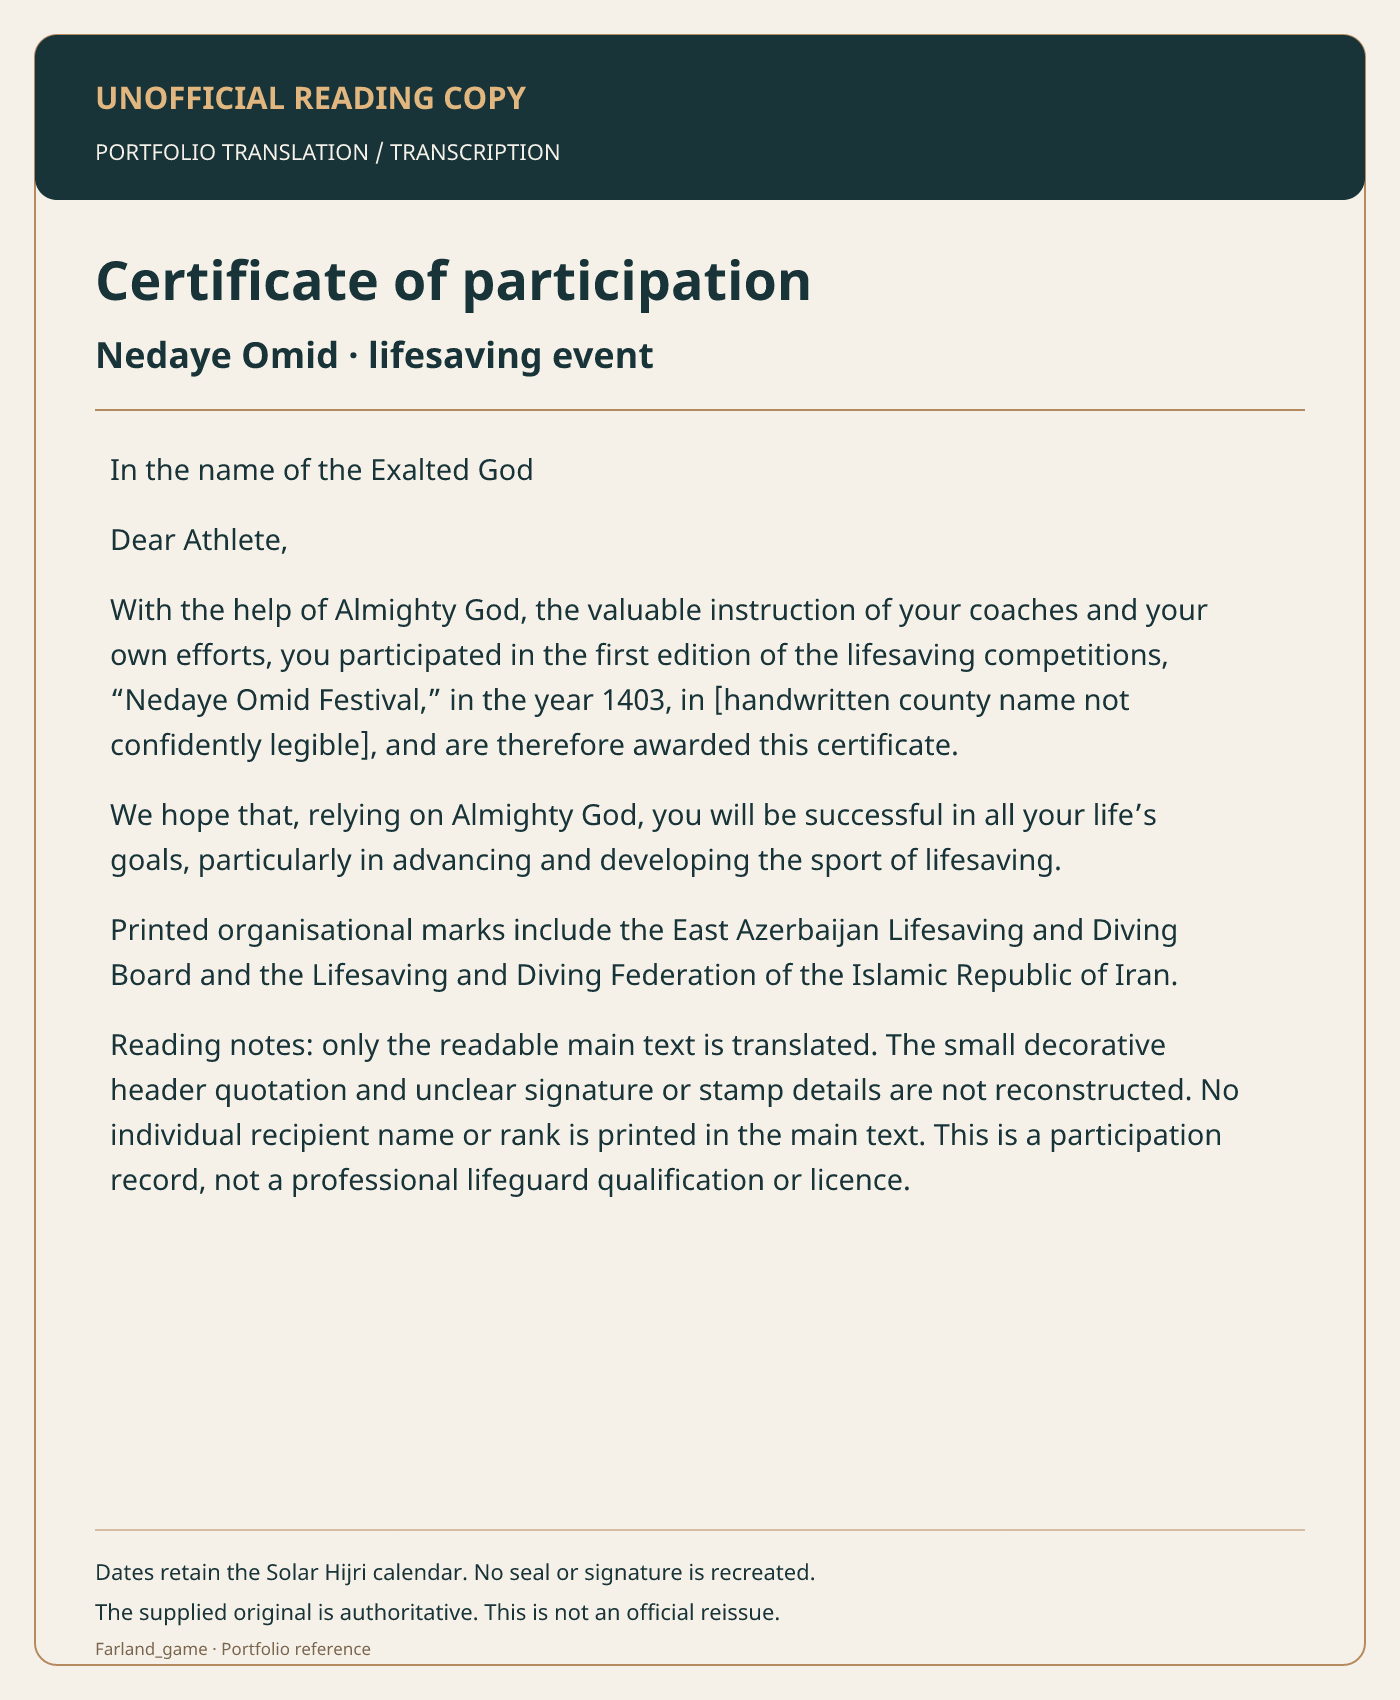 UNOFFICIAL READING COPY
PORTFOLIO TRANSLATION / TRANSCRIPTION
Certificate of participation
Nedaye Omid · lifesaving event
In the name of the Exalted God
Dear Athlete,
With the help of Almighty God, the valuable instruction of your coaches and your
own efforts, you participated in the first edition of the lifesaving competitions,
“Nedaye Omid Festival,” in the year 1403, in [handwritten county name not
confidently legible], and are therefore awarded this certificate.
We hope that, relying on Almighty God, you will be successful in all your life’s
goals, particularly in advancing and developing the sport of lifesaving.
Printed organisational marks include the East Azerbaijan Lifesaving and Diving
Board and the Lifesaving and Diving Federation of the Islamic Republic of Iran.
Reading notes: only the readable main text is translated. The small decorative
header quotation and unclear signature or stamp details are not reconstructed. No
individual recipient name or rank is printed in the main text. This is a participation
record, not a professional lifeguard qualification or licence.
Dates retain the Solar Hijri calendar. No seal or signature is recreated.
The supplied original is authoritative. This is not an official reissue.
Farland_game · Portfolio reference